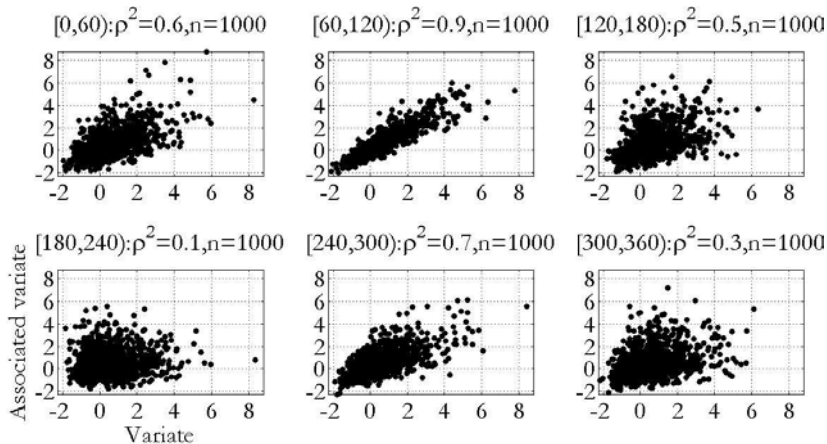 [0,60):ρ²=0.6,n=1000 [60,120):ρ²=0.9,n=1000 [120,180):ρ²=0.5,n=1000
8 8 8
6 6 6
4 4 4
2 2 2
0 0 0
-2 -2 -2
-2 0 2 4 6 8 -2 0 2 4 6 8 -2 0 2 4 6 8
[180,240):ρ²=0.1,n=1000 [240,300):ρ²=0.7,n=1000 [300,360):ρ²=0.3,n=1000
Associated variate
8 8 8
6 6 6
4 4 4
2 2 2
0 0 0
-2 -2 -2
-2 0 2 4 6 8 -2 0 2 4 6 8 -2 0 2 4 6 8
Variate